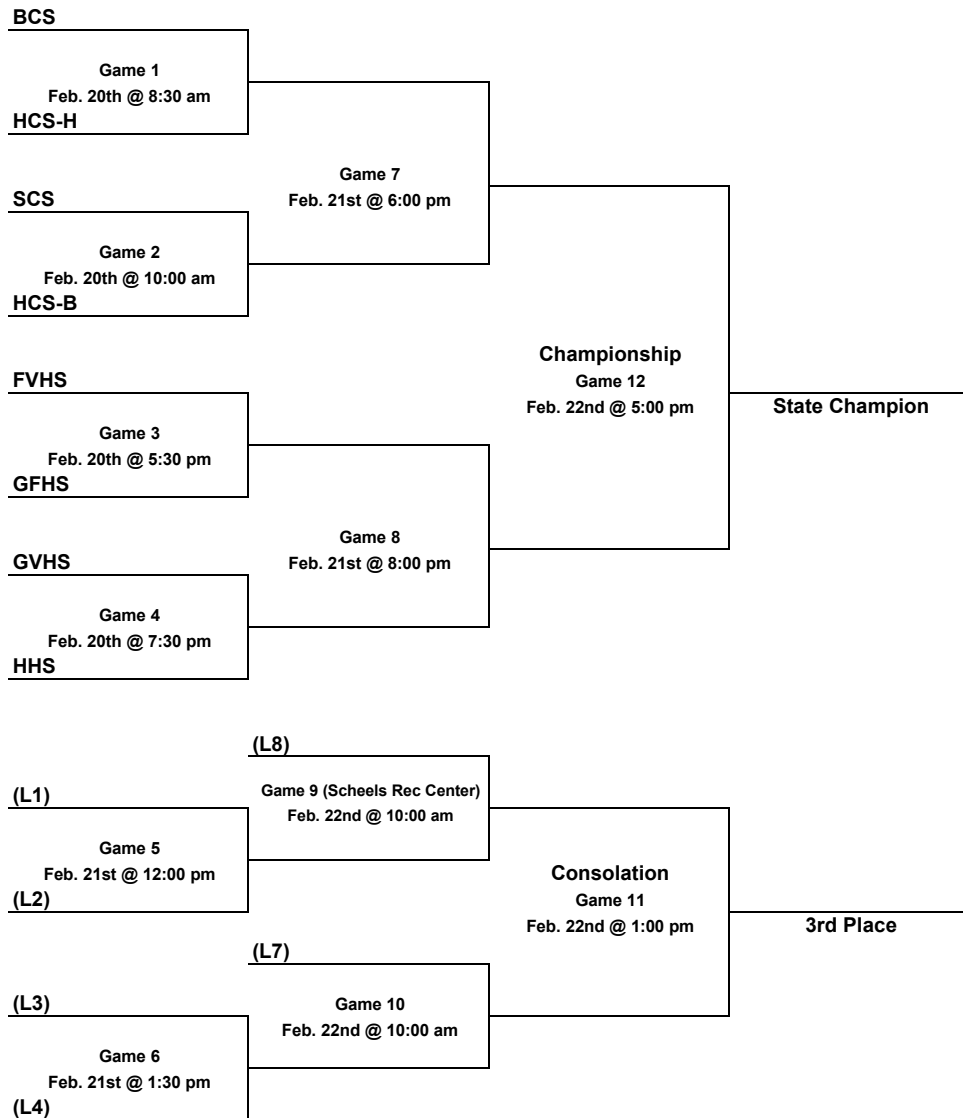 BCS
Game 1
Feb. 20th @ 8:30 am
HCS-H
Game 7
Feb. 21st @ 6:00 pm
SCS
Game 2
Feb. 20th @ 10:00 am
HCS-B
Championship
Game 12
Feb. 22nd @ 5:00 pm
State Champion
FVHS
Game 3
Feb. 20th @ 5:30 pm
GFHS
Game 8
Feb. 21st @ 8:00 pm
GVHS
Game 4
Feb. 20th @ 7:30 pm
HHS
(L8)
Game 9 (Scheels Rec Center)
Feb. 22nd @ 10:00 am
(L1)
Game 5
Feb. 21st @ 12:00 pm
(L2)
Consolation
Game 11
Feb. 22nd @ 1:00 pm
3rd Place
(L7)
Game 10
Feb. 22nd @ 10:00 am
(L3)
Game 6
Feb. 21st @ 1:30 pm
(L4)